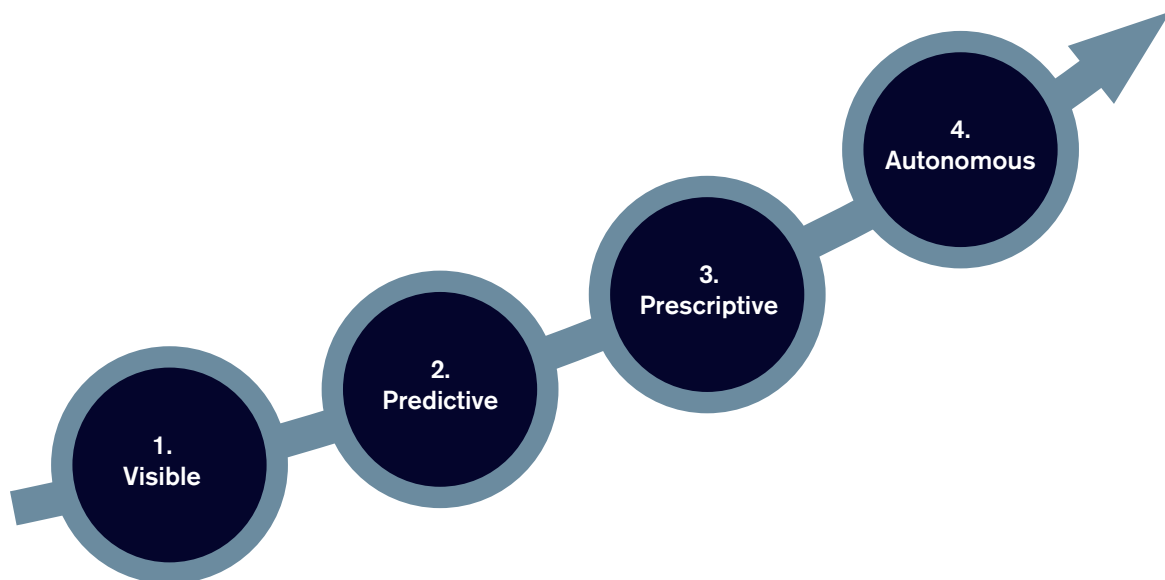 1.
Visible
2.
Predictive
3.
Prescriptive
4.
Autonomous